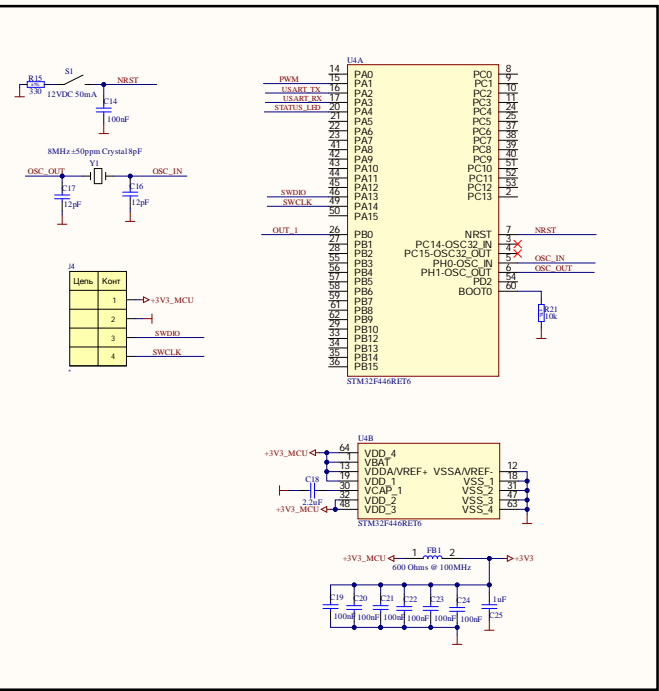 S1
R15
330
12VDC 50mA
NRST
C14
100nF
8MHz ±50ppm Crystal8pF
OSC_OUT
Y1
OSC_IN
C17
12pF
C16
12pF
J4
Цепь Конт
1 +3V3_MCU
2
3 SWDIO
4 SWCLK
U4A
14 PA0
PWM 15 PA1
USART_TX 16 PA2
USART_RX 17 PA3
STATUS_LED 20 PA4
21 PA5
22 PA6
23 PA7
41 PA8
42 PA9
43 PA10
44 PA11
45 PA12
SWDIO 46 PA13
SWCLK 49 PA14
50 PA15
OUT_1 26 PB0
27 PB1
28 PB2
55 PB3
56 PB4
57 PB5
58 PB6
59 PB7
61 PB8
62 PB9
29 PB10
33 PB12
34 PB13
35 PB14
36 PB15
PC0 8
PC1 9
PC2 10
PC3 11
PC4 24
PC5 25
PC6 37
PC7 38
PC8 39
PC9 40
PC10 51
PC11 52
PC12 53
PC13 2
NRST 7 NRST
PC14-OSC32_IN 3
PC15-OSC32_OUT 4
PH0-OSC_IN 5 OSC_IN
PH1-OSC_OUT 6 OSC_OUT
PD2 54
BOOT0 60
R21
10k
STM32F446RET6
U4B
+3V3_MCU 64 VDD_4
1 VBAT
13 VDDA/VREF+
19 VDD_1
C18
2.2uF
30 VCAP_1
32 VDD_2
+3V3_MCU 48 VDD_3
VSSA/VREF- 12
VSS_1 18
VSS_2 31
VSS_3 47
VSS_4 63
STM32F446RET6
+3V3_MCU 1 FB1 2 +3V3
600 Ohms @ 100MHz
C19 C20 C21 C22 C23 C24 1uF
100nF 100nF 100nF 100nF 100nF 100nF C25